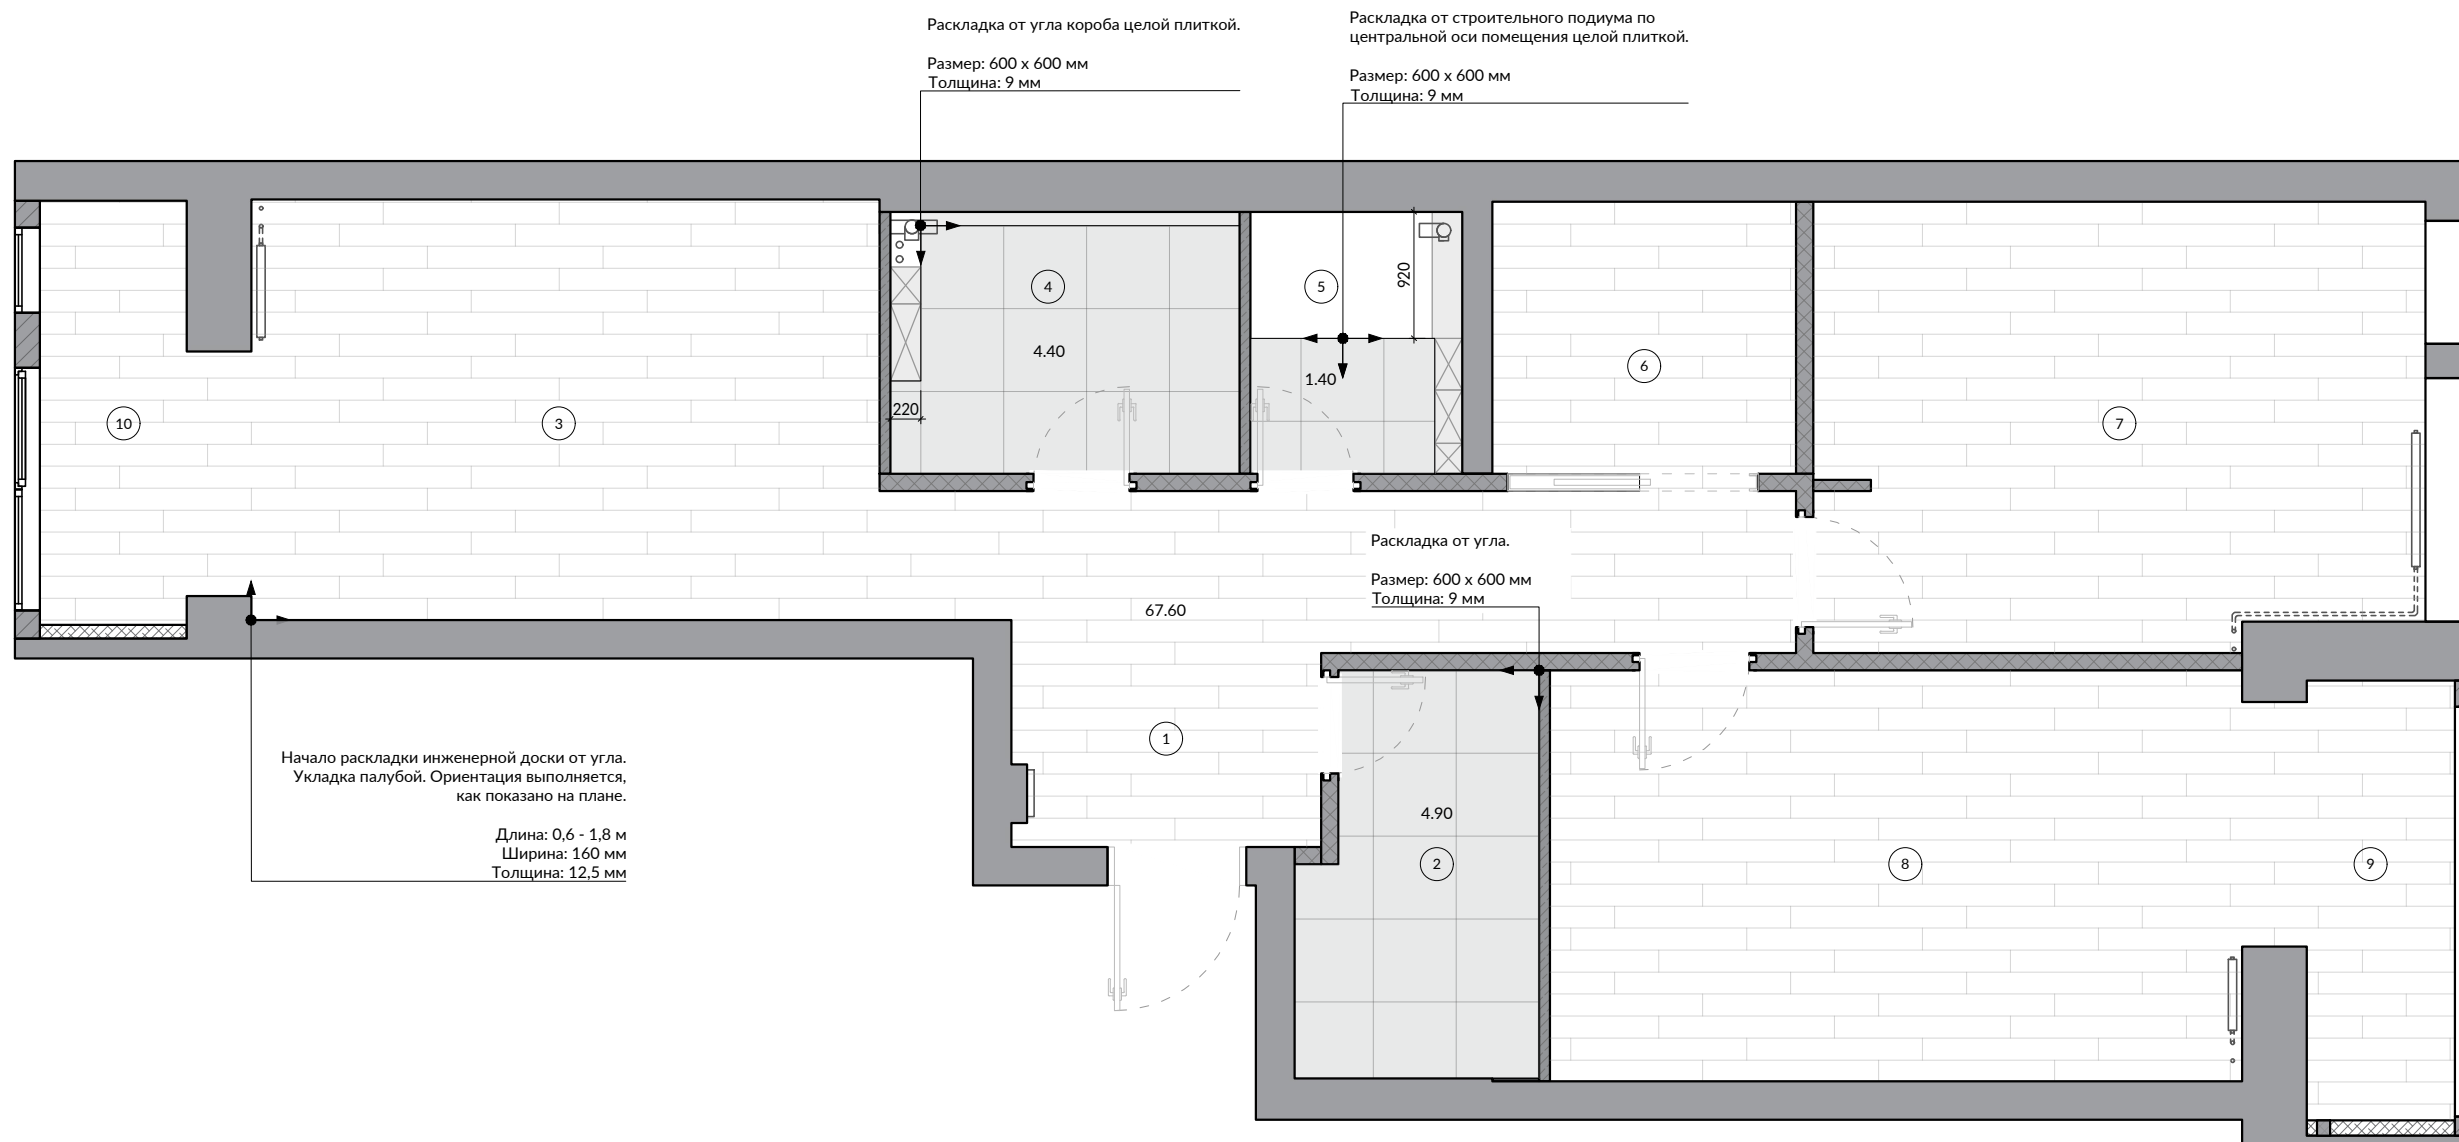 Раскладка от угла короба целой плиткой.
Размер: 600 х 600 мм
Толщина: 9 мм
Раскладка от строительного подиума по
центральной оси помещения целой плиткой.
Размер: 600 х 600 мм
Толщина: 9 мм
4
5
920
4.40
1.40
6
220
10
3
7
Раскладка от угла.
Размер: 600 х 600 мм
Толщина: 9 мм
67.60
1
Начало раскладки инженерной доски от угла.
Укладка палубой. Ориентация выполняется,
как показано на плане.
Длина: 0,6 - 1,8 м
Ширина: 160 мм
Толщина: 12,5 мм
4.90
2
8
9